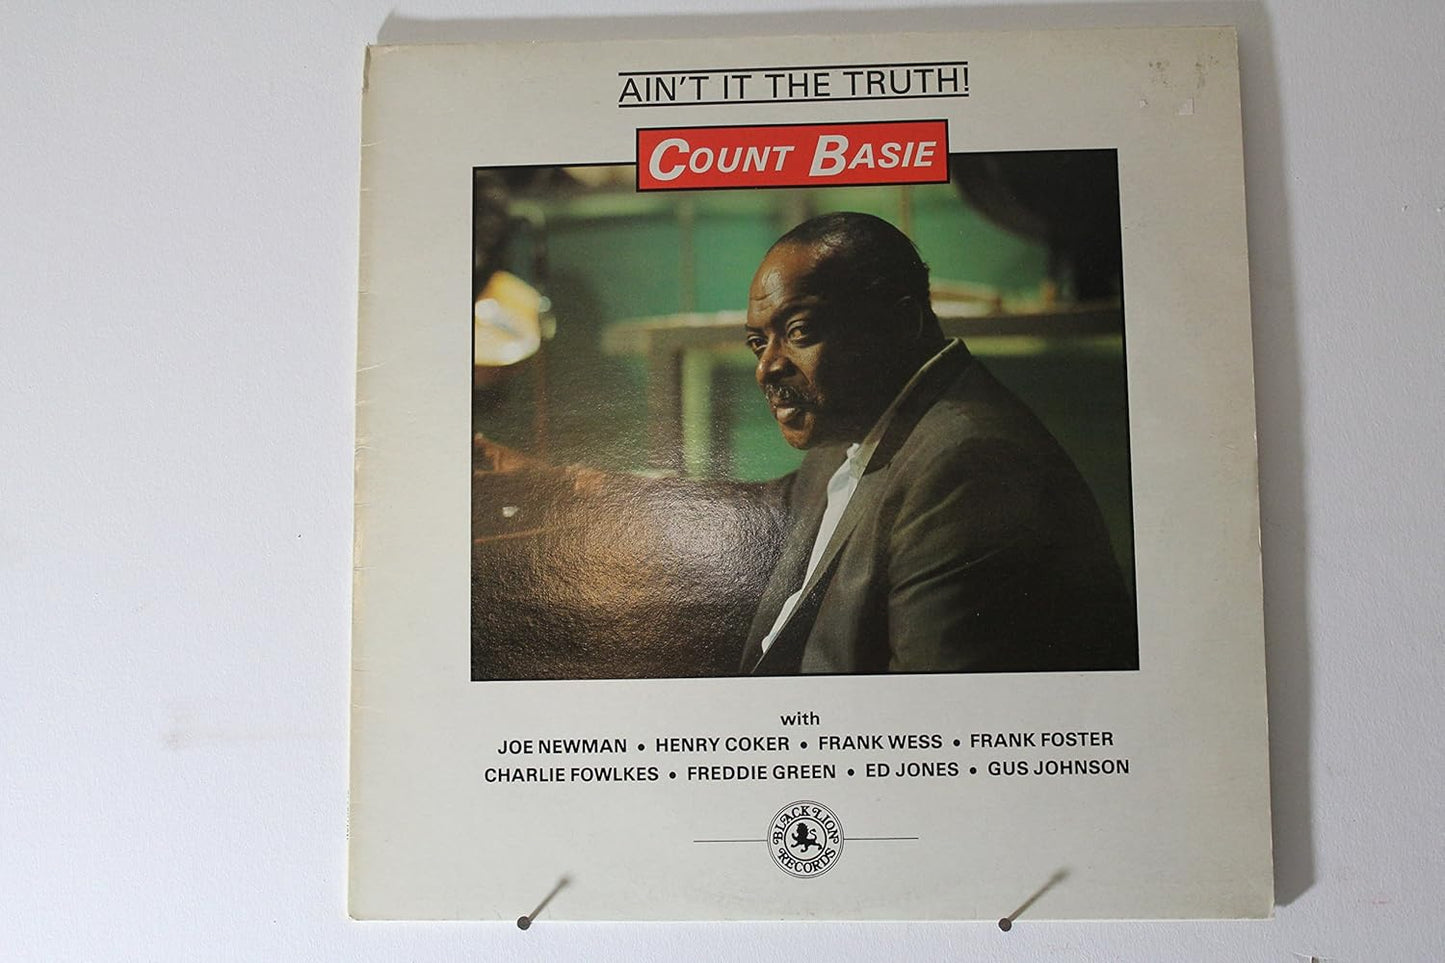 AIN'T IT THE TRUTH!
COUNT BASIE
with
JOE NEWMAN • HENRY COKER • FRANK WESS • FRANK FOSTER
CHARLIE FOWLKES • FREDDIE GREEN • ED JONES • GUS JOHNSON
BLACK LION
RECORDS